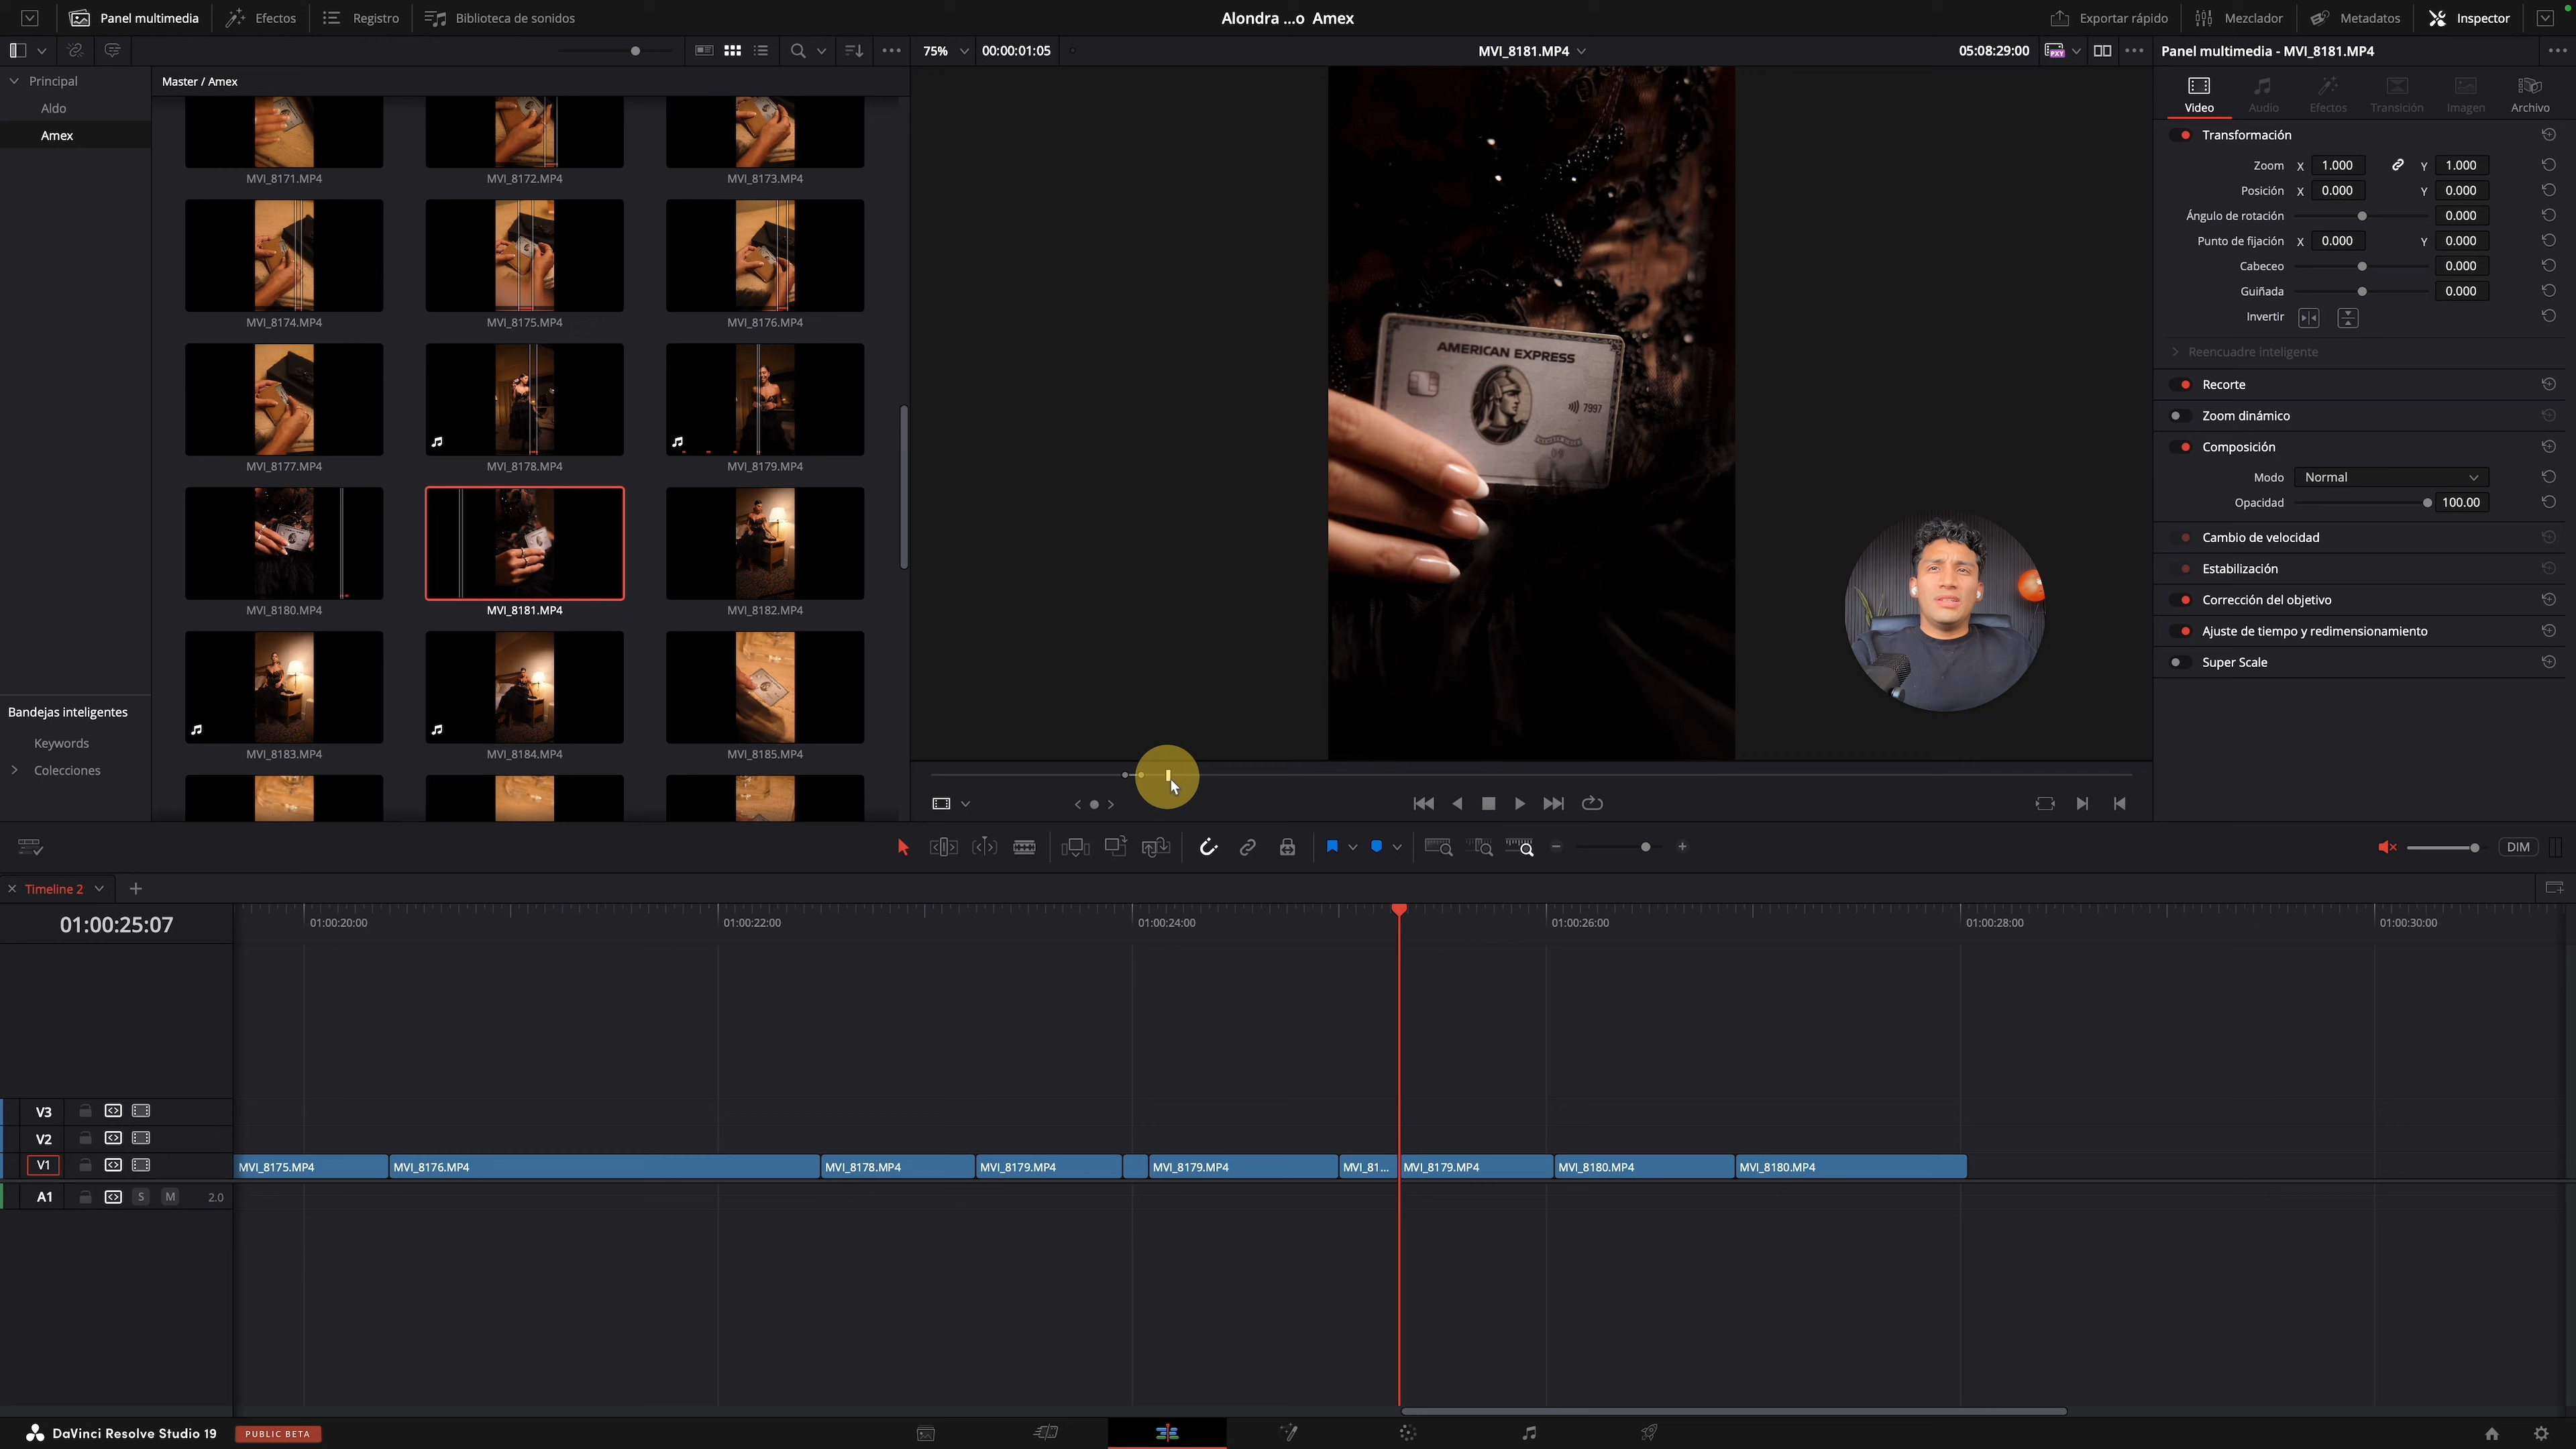 Panel multimedia
Efectos
Registro
Biblioteca de sonidos
Alondra ...o Amex
Exportar rápido
Mezclador
Metadatos
Inspector
75%
00:00:01:05
MVI_8181.MP4
05:08:29:00
PXY
Panel multimedia - MVI_8181.MP4
Principal
Aldo
Amex
Master / Amex
MVI_8171.MP4
MVI_8172.MP4
MVI_8173.MP4
MVI_8174.MP4
MVI_8175.MP4
MVI_8176.MP4
MVI_8177.MP4
MVI_8178.MP4
MVI_8179.MP4
MVI_8180.MP4
MVI_8181.MP4
MVI_8182.MP4
MVI_8183.MP4
MVI_8184.MP4
MVI_8185.MP4
Bandejas inteligentes
Keywords
Colecciones
AMERICAN EXPRESS
7997
Video
Audio
Efectos
Transición
Imagen
Archivo
Transformación
Zoom X 1.000 Y 1.000
Posición X 0.000 Y 0.000
Ángulo de rotación 0.000
Punto de fijación X 0.000 Y 0.000
Cabeceo 0.000
Guiñada 0.000
Invertir
Reencuadre inteligente
Recorte
Zoom dinámico
Composición
Modo Normal
Opacidad 100.00
Cambio de velocidad
Estabilización
Corrección del objetivo
Ajuste de tiempo y redimensionamiento
Super Scale
DIM
Timeline 2
01:00:25:07
01:00:20:00
01:00:22:00
01:00:24:00
01:00:26:00
01:00:28:00
01:00:30:00
V3
V2
V1
MVI_8175.MP4
MVI_8176.MP4
MVI_8178.MP4
MVI_8179.MP4
MVI_8179.MP4
MVI_81...
MVI_8179.MP4
MVI_8180.MP4
MVI_8180.MP4
A1
S
M
2.0
DaVinci Resolve Studio 19
PUBLIC BETA